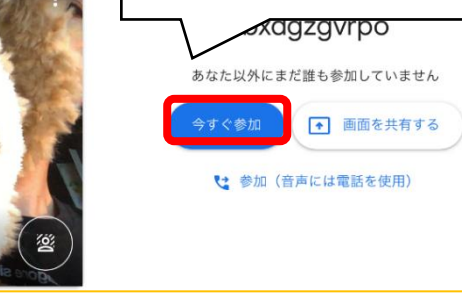 あなた以外にまだ誰も参加していません
今すぐ参加
画面を共有する
参加（音声には電話を使用）